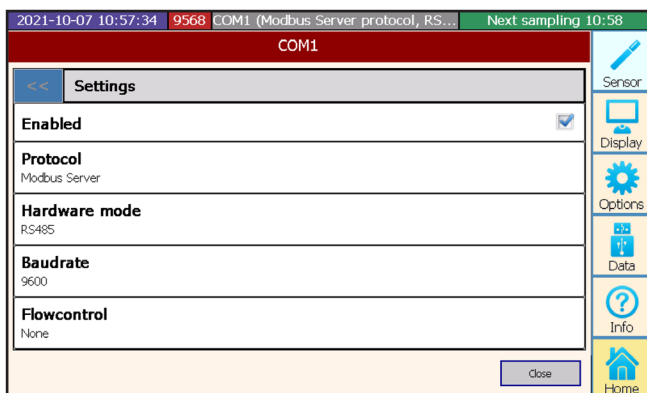 2021-10-07 10:57:34 9568 COM1 (Modbus Server protocol, RS... Next sampling 10:58
COM1
<< Settings
Enabled
Protocol
Modbus Server
Hardware mode
RS485
Baudrate
9600
Flowcontrol
None
Close
Sensor
Display
Options
Data
Info
Home